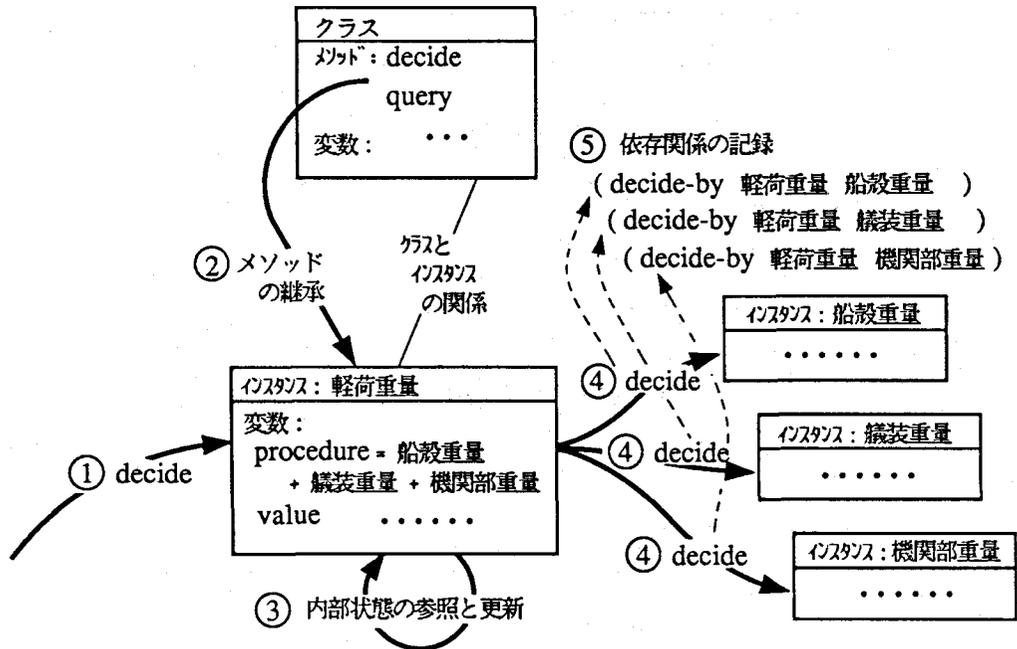 クラス
メソッド: decide
query
変数: ・・・
⑤ 依存関係の記録
(decide-by 軽荷重量 船殻重量 )
(decide-by 軽荷重量 艤装重量 )
(decide-by 軽荷重量 機関部重量)
② メソッド
の継承
クラスと
インスタンス
の関係
インスタンス: 船殻重量
・・・・・・
インスタンス: 軽荷重量
変数:
procedure = 船殻重量
+ 艤装重量 + 機関部重量
value ・・・・・・
① decide
④ decide
④ decide
④ decide
インスタンス: 艤装重量
・・・・・・
インスタンス: 機関部重量
・・・・・・
③ 内部状態の参照と更新